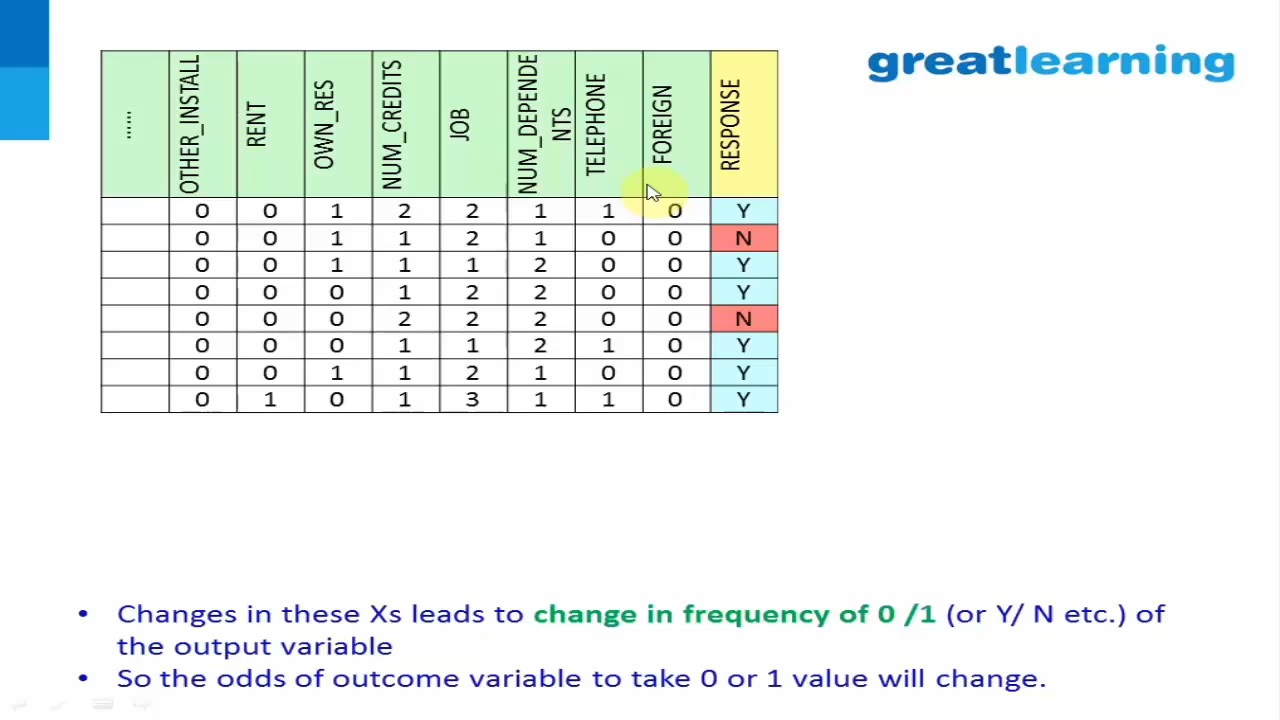 greatlearning
...... OTHER_INSTALL RENT OWN_RES NUM_CREDITS JOB NUM_DEPENDE NTS TELEPHONE FOREIGN RESPONSE
0 0 1 2 2 1 1 0 Y
0 0 1 1 2 1 0 0 N
0 0 1 1 1 2 0 0 Y
0 0 0 1 2 2 0 0 Y
0 0 0 2 2 2 0 0 N
0 0 0 1 1 2 1 0 Y
0 0 1 1 2 1 0 0 Y
0 1 0 1 3 1 1 0 Y
• Changes in these Xs leads to change in frequency of 0 /1 (or Y/ N etc.) of
the output variable
• So the odds of outcome variable to take 0 or 1 value will change.